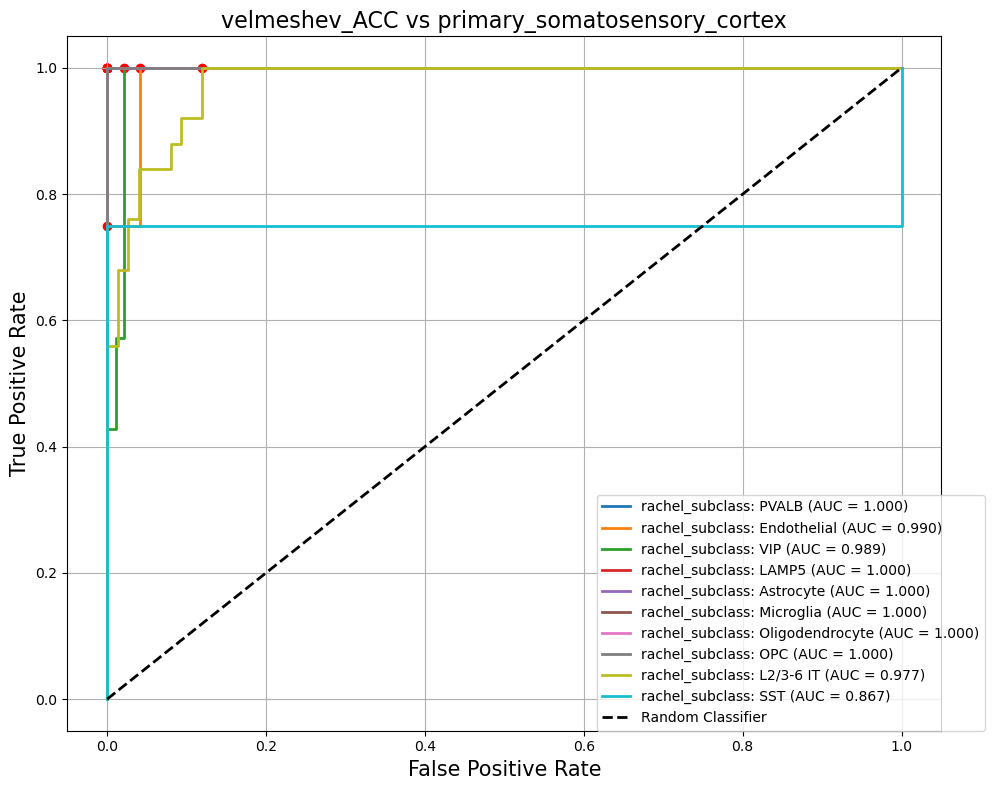 velmeshev_ACC vs primary_somatosensory_cortex
True Positive Rate
1.0
0.8
0.6
0.4
0.2
0.0
0.0 0.2 0.4 0.6 0.8 1.0
False Positive Rate
rachel_subclass: PVALB (AUC = 1.000)
rachel_subclass: Endothelial (AUC = 0.990)
rachel_subclass: VIP (AUC = 0.989)
rachel_subclass: LAMP5 (AUC = 1.000)
rachel_subclass: Astrocyte (AUC = 1.000)
rachel_subclass: Microglia (AUC = 1.000)
rachel_subclass: Oligodendrocyte (AUC = 1.000)
rachel_subclass: OPC (AUC = 1.000)
rachel_subclass: L2/3-6 IT (AUC = 0.977)
rachel_subclass: SST (AUC = 0.867)
Random Classifier